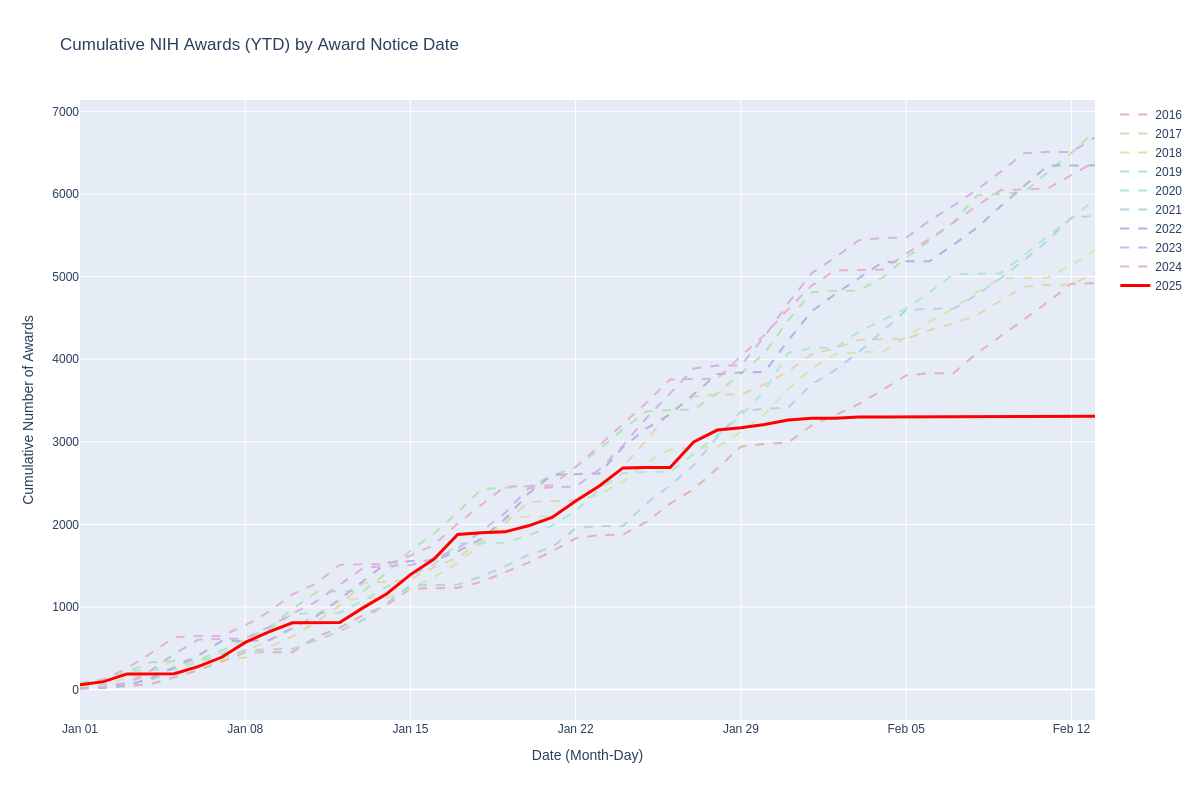 Cumulative NIH Awards (YTD) by Award Notice Date
7000
6000
5000
4000
3000
2000
1000
0
Cumulative Number of Awards
Jan 01
Jan 08
Jan 15
Jan 22
Jan 29
Feb 05
Feb 12
Date (Month-Day)
2016
2017
2018
2019
2020
2021
2022
2023
2024
2025